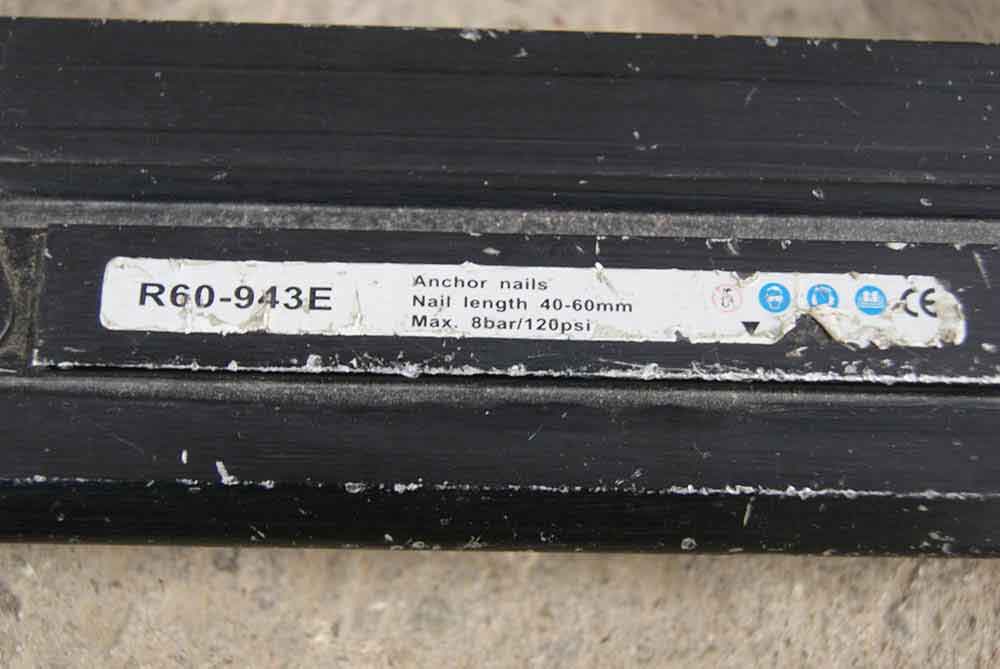 R60-943E
Anchor nails
Nail length 40-60mm
Max. 8bar/120psi
CE